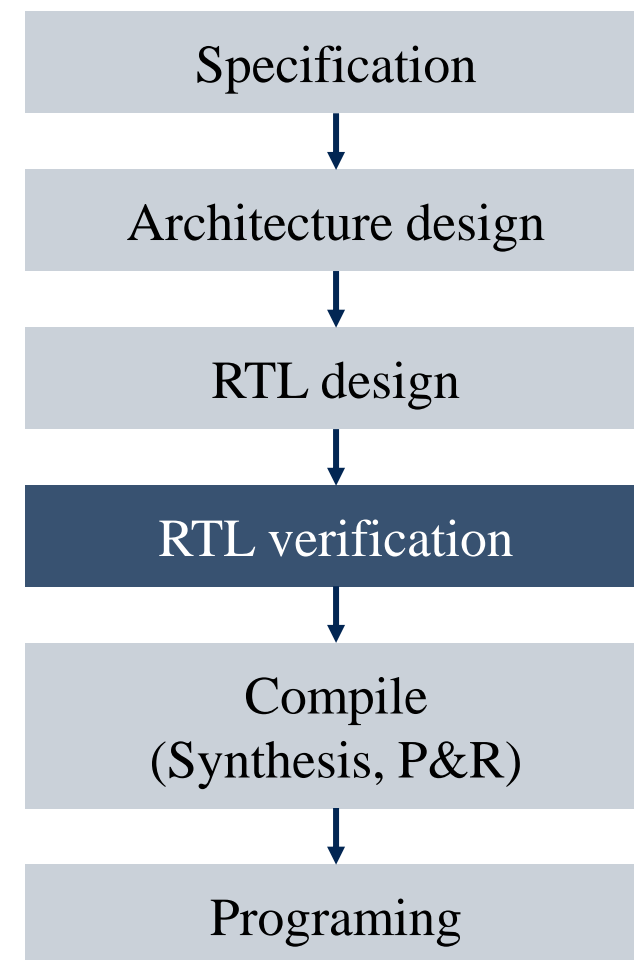 Specification
Architecture design
RTL design
RTL verification
Compile
(Synthesis, P&R)
Programing